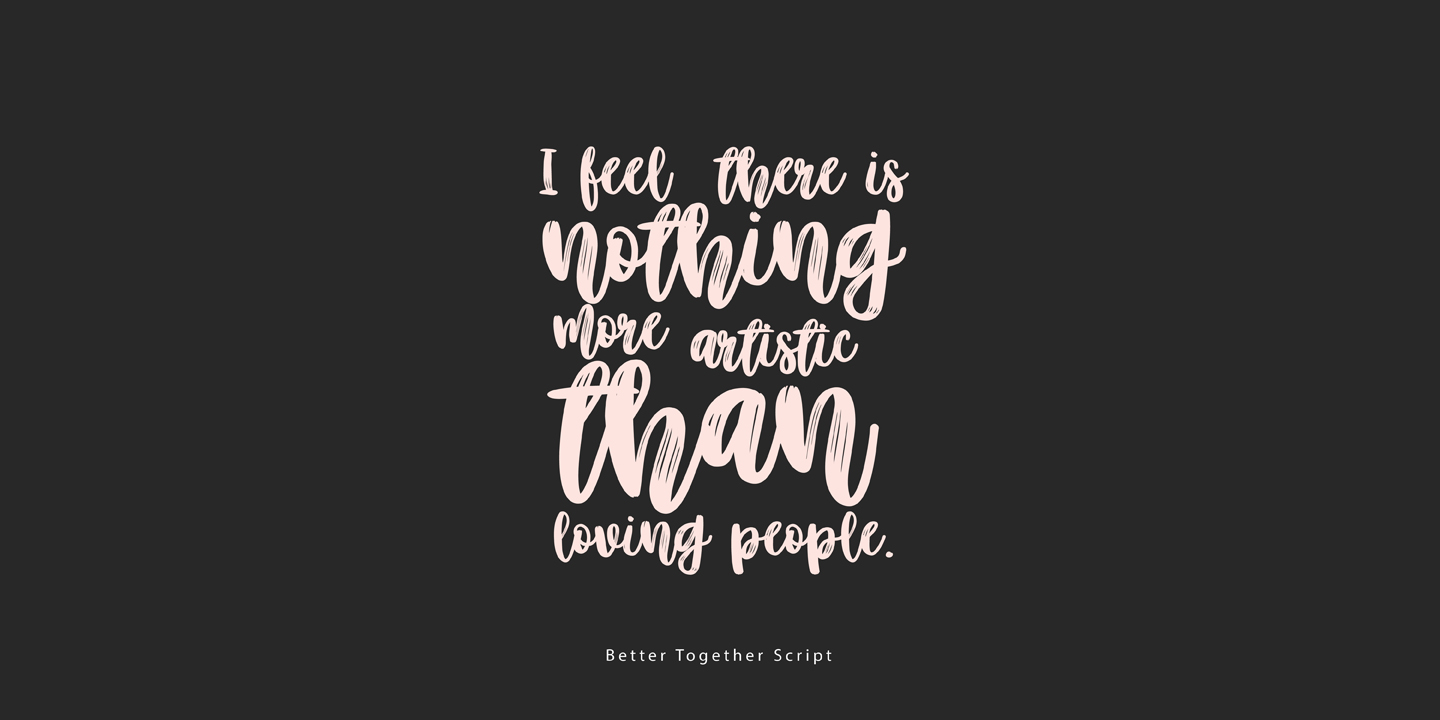 I feel there is
nothing
more artistic
than
loving people.
Better Together Script